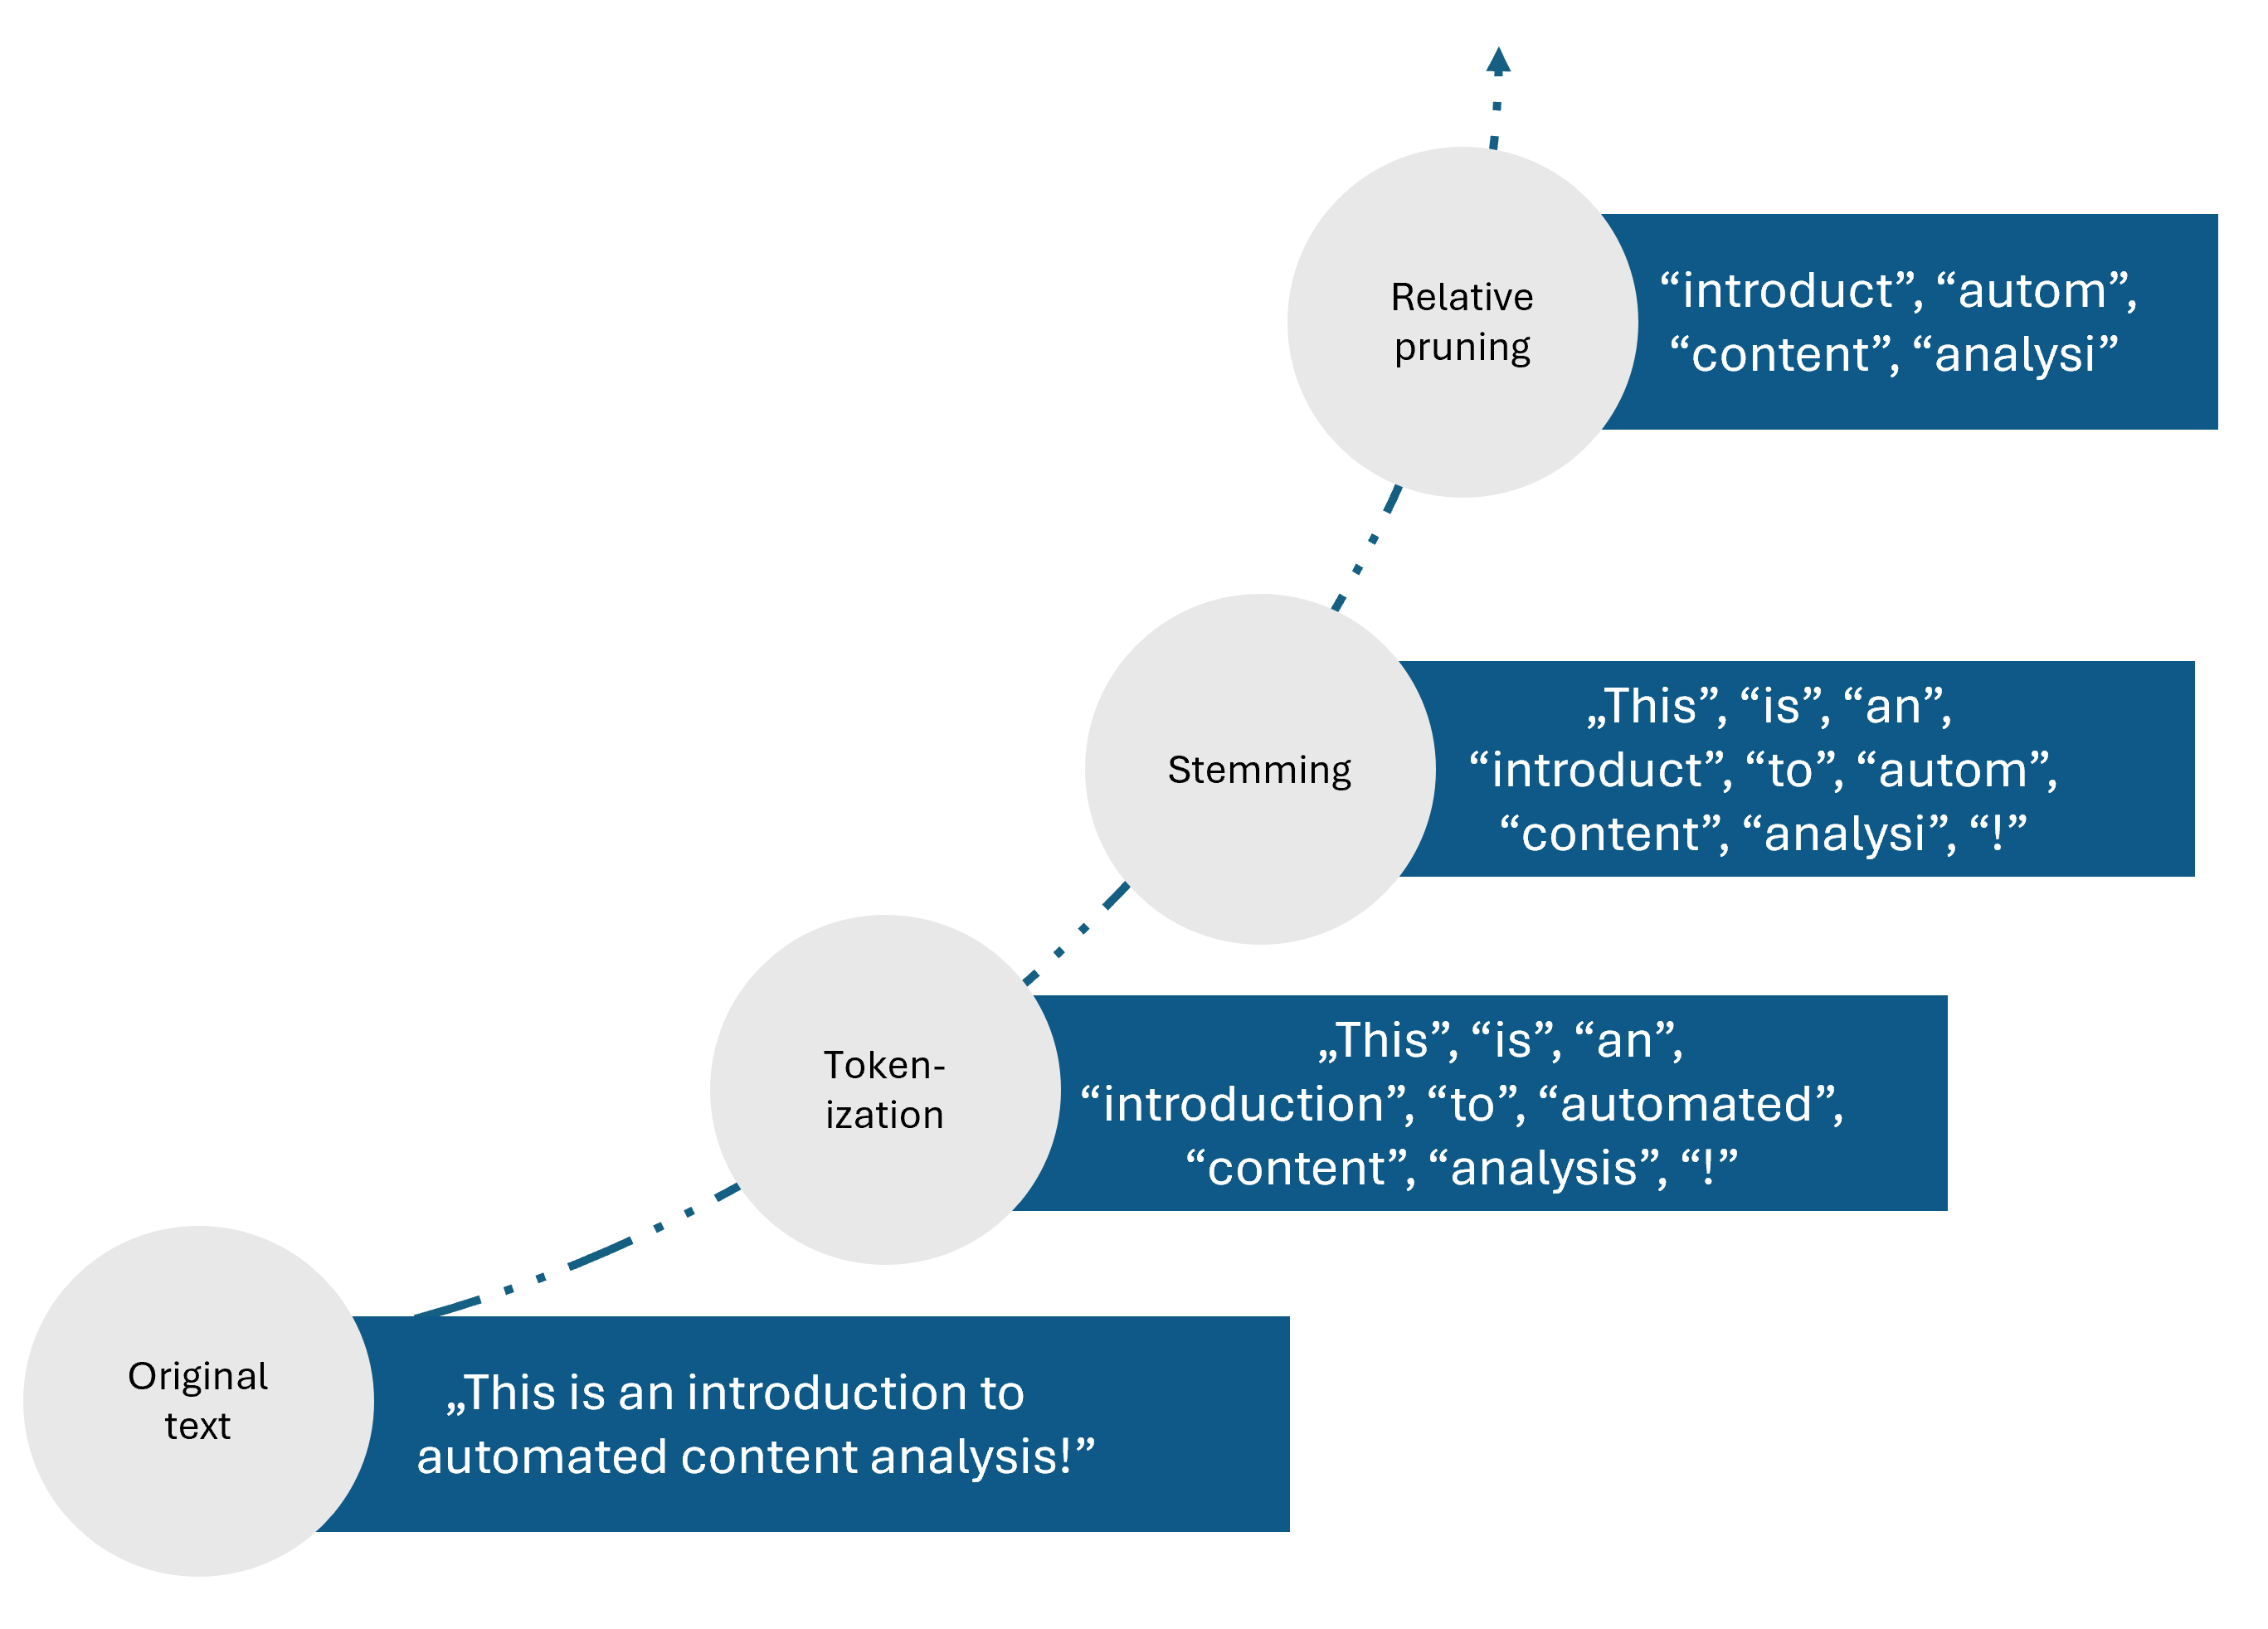 Relative
pruning
“introduct”, “autom”,
“content”, “analysi”
Stemming
„This”, “is”, “an”,
“introduct”, “to”, “autom”,
“content”, “analysi”, “!”
Token-
ization
„This”, “is”, “an”,
“introduction”, “to”, “automated”,
“content”, “analysis”, “!”
Original
text
„This is an introduction to
automated content analysis!”